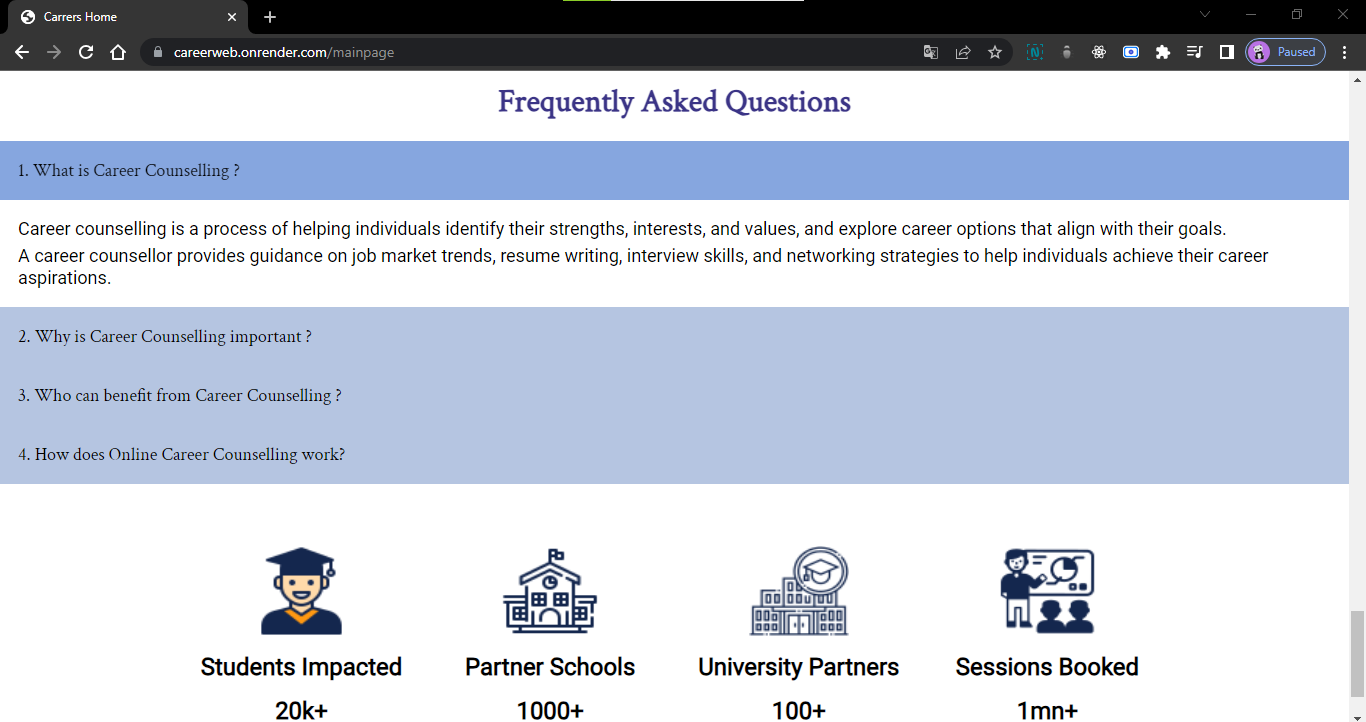 Carrers Home
careerweb.onrender.com/mainpage
Paused
Frequently Asked Questions
1. What is Career Counselling ?
Career counselling is a process of helping individuals identify their strengths, interests, and values, and explore career options that align with their goals.
A career counsellor provides guidance on job market trends, resume writing, interview skills, and networking strategies to help individuals achieve their career
aspirations.
2. Why is Career Counselling important ?
3. Who can benefit from Career Counselling ?
4. How does Online Career Counselling work?
Students Impacted
20k+
Partner Schools
1000+
University Partners
100+
Sessions Booked
1mn+